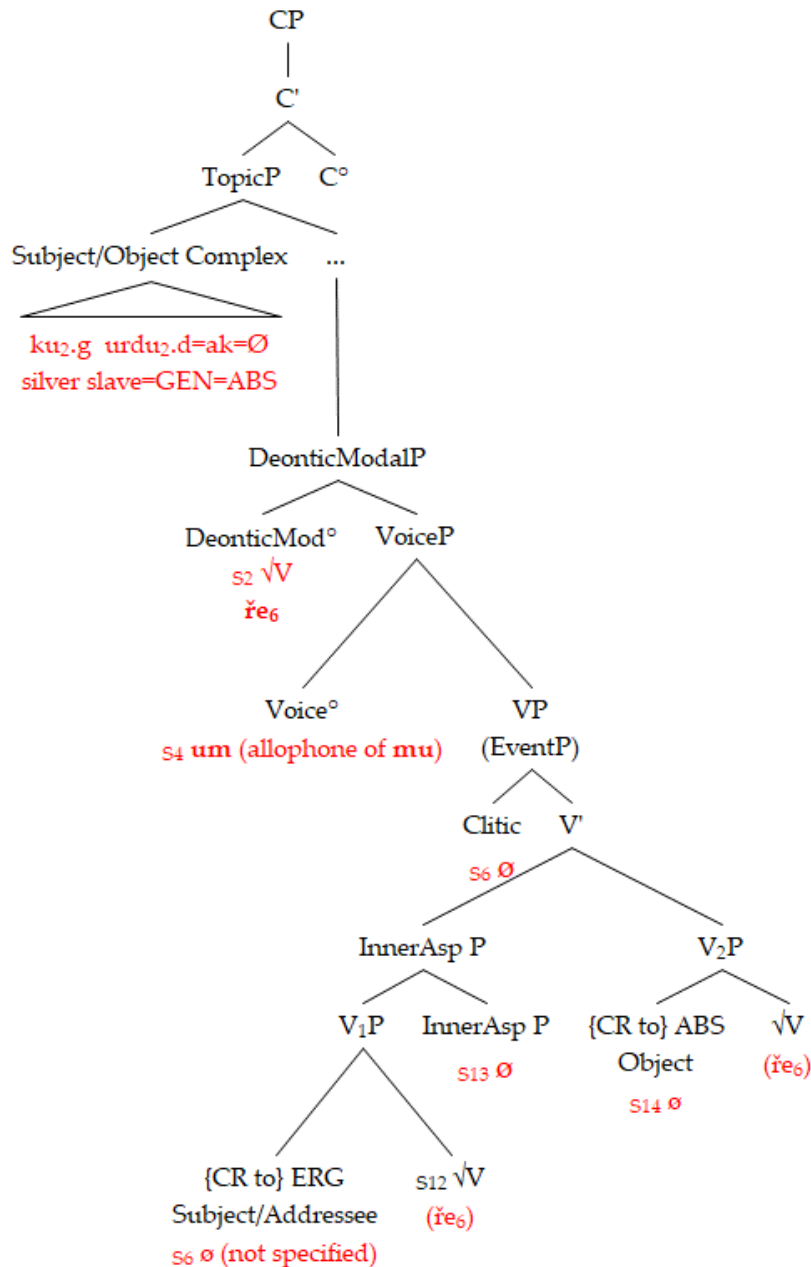 CP
C'
TopicP C°
Subject/Object Complex ...
ku₂.g urdu₂.d=ak=Ø
silver slave=GEN=ABS
DeonticModalP
DeonticMod° VoiceP
s₂ √V
ře₆
Voice° VP
s₄ um (allophone of mu) (EventP)
Clitic V'
s₆ Ø
InnerAsp P V₂P
V₁P InnerAsp P {CR to} ABS √V
s₁₃ Ø Object (ře₆)
s₁₄ ø
{CR to} ERG s₁₂ √V
Subject/Addressee (ře₆)
s₆ ø (not specified)